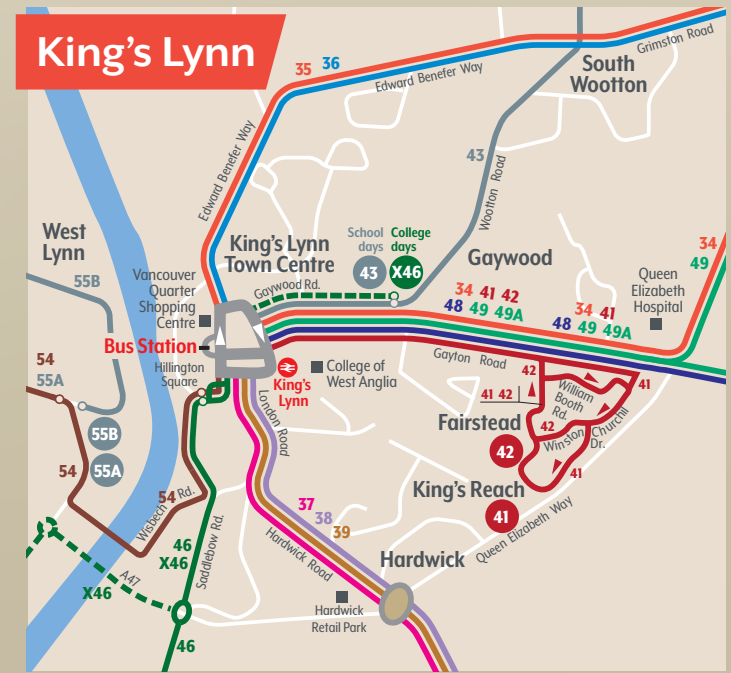 King's Lynn
35 36
Edward Benefer Way
Grimston Road
South
Wootton
Edward Benefer Way
43
Wootton Road
West
Lynn
55B
King's Lynn
Town Centre
School
days
College
days
43
X46
Gaywood
Gaywood Rd.
Vancouver
Quarter
Shopping
Centre
Bus Station
Hillington
Square
34 41 42
48 49 49A
34 41
48 49 49A
34
49
Queen
Elizabeth
Hospital
Gayton Road
King's
Lynn
College of
West Anglia
London Road
54
55A
55B
55A
54
54
Wisbech Rd.
42
41
41 42
William
Booth
Rd.
42
Winston Churchill
Dr.
41
Fairstead
42
King's Reach
41
Queen Elizabeth Way
37
38
39
Hardwick Road
Hardwick
Hardwick
Retail Park
46
X46
Saddlebow Rd.
A47
X46
46